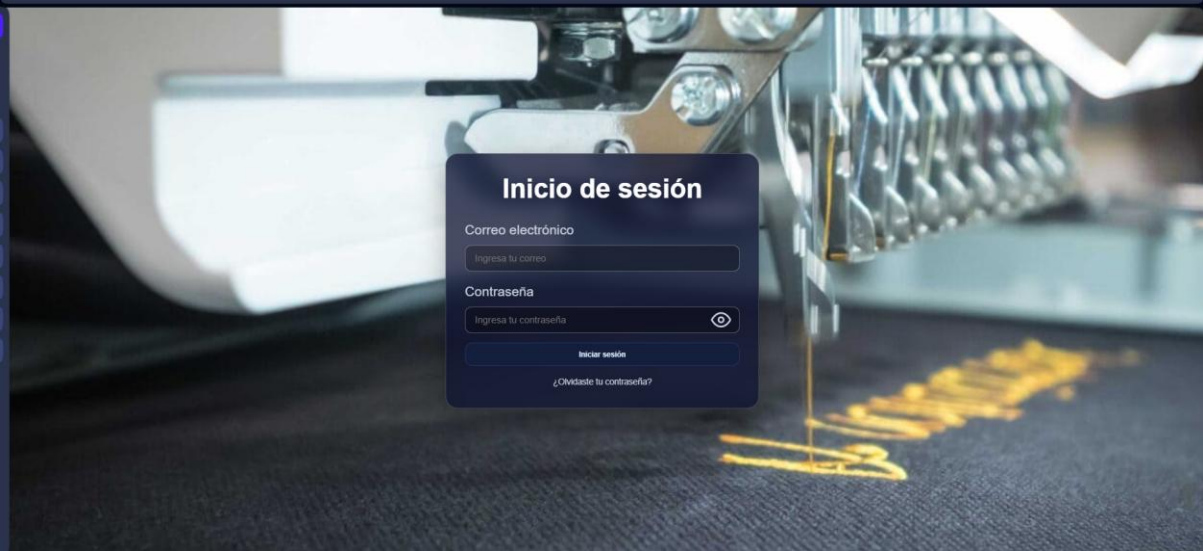 Inicio de sesión
Correo electrónico
Ingresa tu correo
Contraseña
Ingresa tu contraseña
Iniciar sesión
¿Olvidaste tu contraseña?